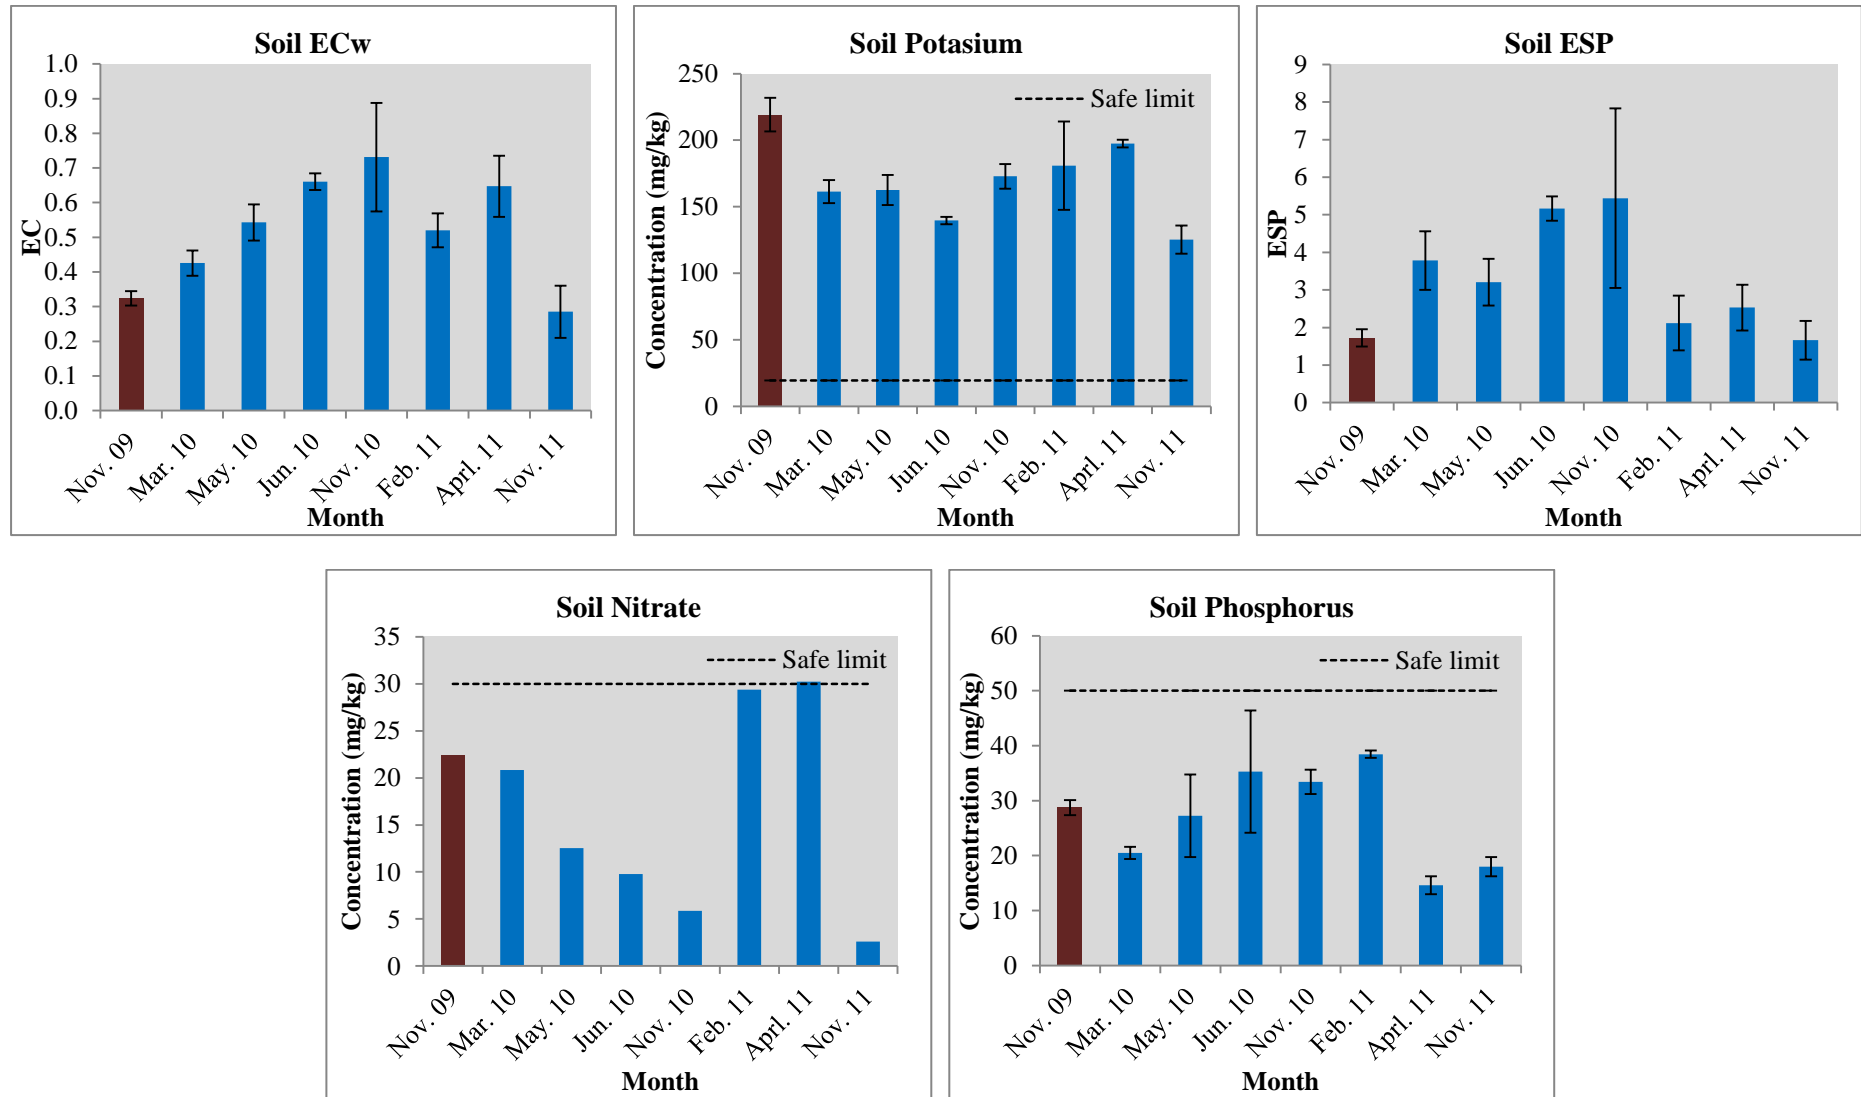 Soil ECw
EC
1.0
0.9
0.8
0.7
0.6
0.5
0.4
0.3
0.2
0.1
0.0
Nov. 09
Mar. 10
May. 10
Jun. 10
Nov. 10
Feb. 11
Aprl. 11
Nov. 11
Month
Soil Potasium
Concentration (mg/kg)
250
200
150
100
50
0
Safe limit
Nov. 09
Mar. 10
May. 10
Jun. 10
Nov. 10
Feb. 11
Aprl. 11
Nov. 11
Month
Soil ESP
ESP
9
8
7
6
5
4
3
2
1
0
Nov. 09
Mar. 10
May. 10
Jun. 10
Nov. 10
Feb. 11
Aprl. 11
Nov. 11
Month
Soil Nitrate
Concentration (mg/kg)
35
30
25
20
15
10
5
0
Safe limit
Nov. 09
Mar. 10
May. 10
Jun. 10
Nov. 10
Feb. 11
Aprl. 11
Nov. 11
Month
Soil Phosphorus
Concentration (mg/kg)
60
50
40
30
20
10
0
Safe limit
Nov. 09
Mar. 10
May. 10
Jun. 10
Nov. 10
Feb. 11
Aprl. 11
Nov. 11
Month